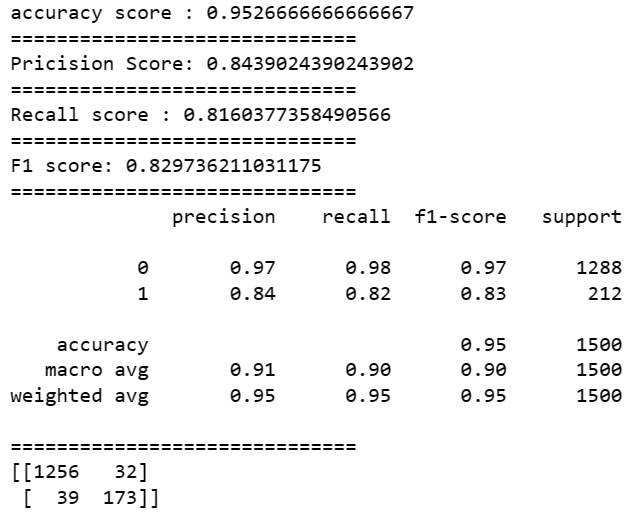 accuracy score : 0.9526666666666667
==============================
Pricision Score: 0.8439024390243902
==============================
Recall score : 0.8160377358490566
==============================
F1 score: 0.829736211031175
==============================
              precision    recall  f1-score   support

           0       0.97      0.98      0.97      1288
           1       0.84      0.82      0.83       212

    accuracy                           0.95      1500
   macro avg       0.91      0.90      0.90      1500
weighted avg       0.95      0.95      0.95      1500

==============================
[[1256   32]
 [  39  173]]